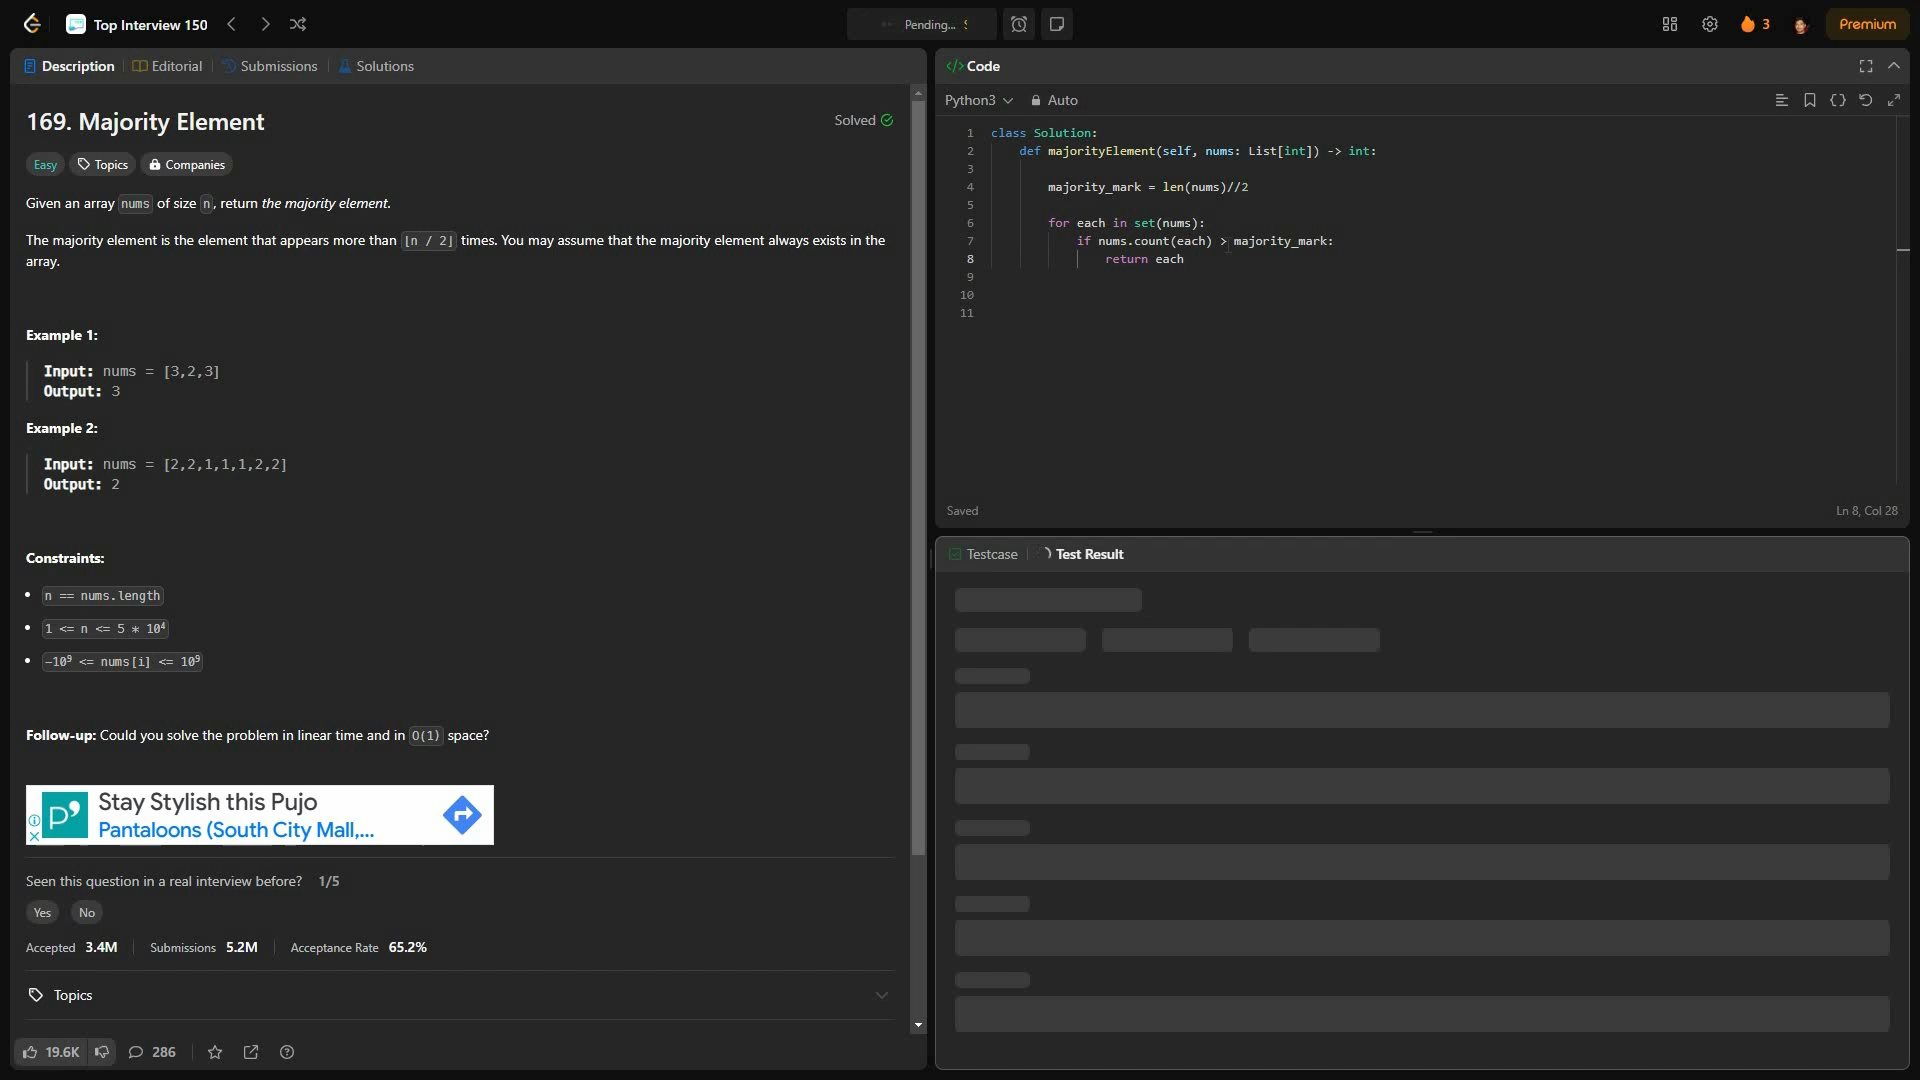 Top Interview 150
Pending...
3
Premium
Description
Editorial
Submissions
Solutions
169. Majority Element
Solved
Easy
Topics
Companies
Given an array nums of size n, return the majority element.
The majority element is the element that appears more than ⌊n / 2⌋ times. You may assume that the majority element always exists in the
array.
Example 1:
Input: nums = [3,2,3]
Output: 3
Example 2:
Input: nums = [2,2,1,1,1,2,2]
Output: 2
Constraints:
n == nums.length
1 <= n <= 5 * 10⁴
-10⁹ <= nums[i] <= 10⁹
Follow-up: Could you solve the problem in linear time and in O(1) space?
Stay Stylish this Pujo
Pantaloons (South City Mall,...
Seen this question in a real interview before? 1/5
Yes
No
Accepted 3.4M
Submissions 5.2M
Acceptance Rate 65.2%
Topics
19.6K
286
Code
Python3
Auto
1 class Solution:
2 def majorityElement(self, nums: List[int]) -> int:
3
4 majority_mark = len(nums)//2
5
6 for each in set(nums):
7 if nums.count(each) > majority_mark:
8 return each
9
10
11
Saved
Ln 8, Col 28
Testcase
Test Result